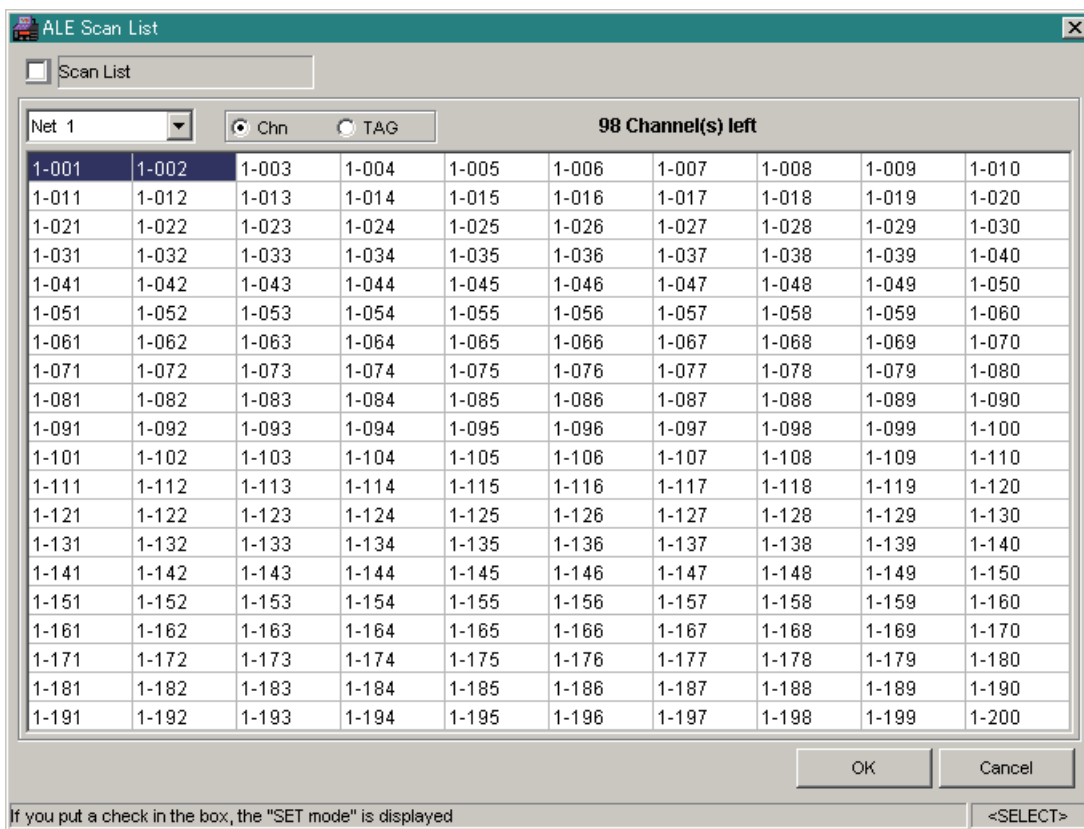 ALE Scan List
Scan List
Net 1 Chn TAG 98 Channel(s) left
1-001 1-002 1-003 1-004 1-005 1-006 1-007 1-008 1-009 1-010
1-011 1-012 1-013 1-014 1-015 1-016 1-017 1-018 1-019 1-020
1-021 1-022 1-023 1-024 1-025 1-026 1-027 1-028 1-029 1-030
1-031 1-032 1-033 1-034 1-035 1-036 1-037 1-038 1-039 1-040
1-041 1-042 1-043 1-044 1-045 1-046 1-047 1-048 1-049 1-050
1-051 1-052 1-053 1-054 1-055 1-056 1-057 1-058 1-059 1-060
1-061 1-062 1-063 1-064 1-065 1-066 1-067 1-068 1-069 1-070
1-071 1-072 1-073 1-074 1-075 1-076 1-077 1-078 1-079 1-080
1-081 1-082 1-083 1-084 1-085 1-086 1-087 1-088 1-089 1-090
1-091 1-092 1-093 1-094 1-095 1-096 1-097 1-098 1-099 1-100
1-101 1-102 1-103 1-104 1-105 1-106 1-107 1-108 1-109 1-110
1-111 1-112 1-113 1-114 1-115 1-116 1-117 1-118 1-119 1-120
1-121 1-122 1-123 1-124 1-125 1-126 1-127 1-128 1-129 1-130
1-131 1-132 1-133 1-134 1-135 1-136 1-137 1-138 1-139 1-140
1-141 1-142 1-143 1-144 1-145 1-146 1-147 1-148 1-149 1-150
1-151 1-152 1-153 1-154 1-155 1-156 1-157 1-158 1-159 1-160
1-161 1-162 1-163 1-164 1-165 1-166 1-167 1-168 1-169 1-170
1-171 1-172 1-173 1-174 1-175 1-176 1-177 1-178 1-179 1-180
1-181 1-182 1-183 1-184 1-185 1-186 1-187 1-188 1-189 1-190
1-191 1-192 1-193 1-194 1-195 1-196 1-197 1-198 1-199 1-200
OK Cancel
If you put a check in the box, the "SET mode" is displayed <SELECT>